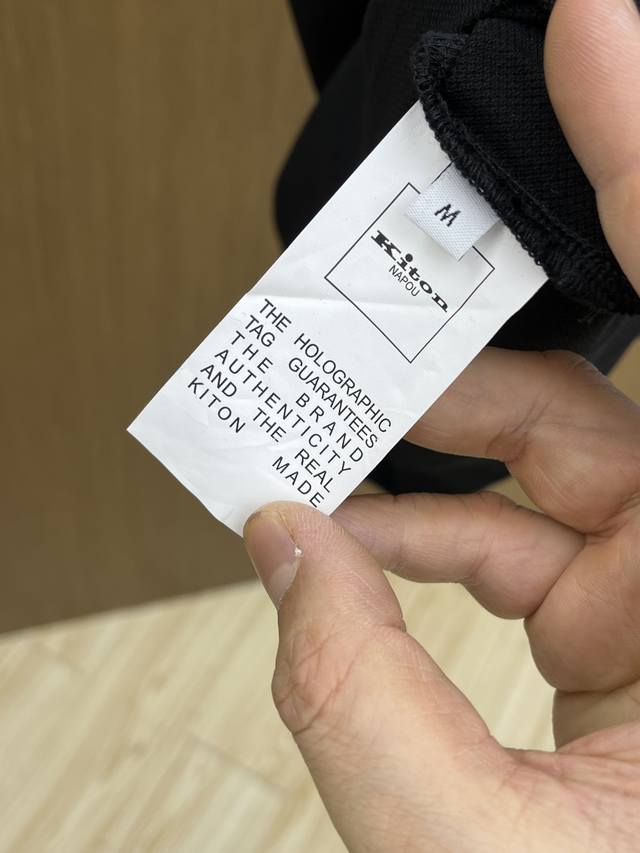 M
Kiton
NAPOLI
THE HOLOGRAPHIC
TAG GUARANTEES
THE BRAND
AUTHENTICITY
AND THE REAL
MADE
KITON